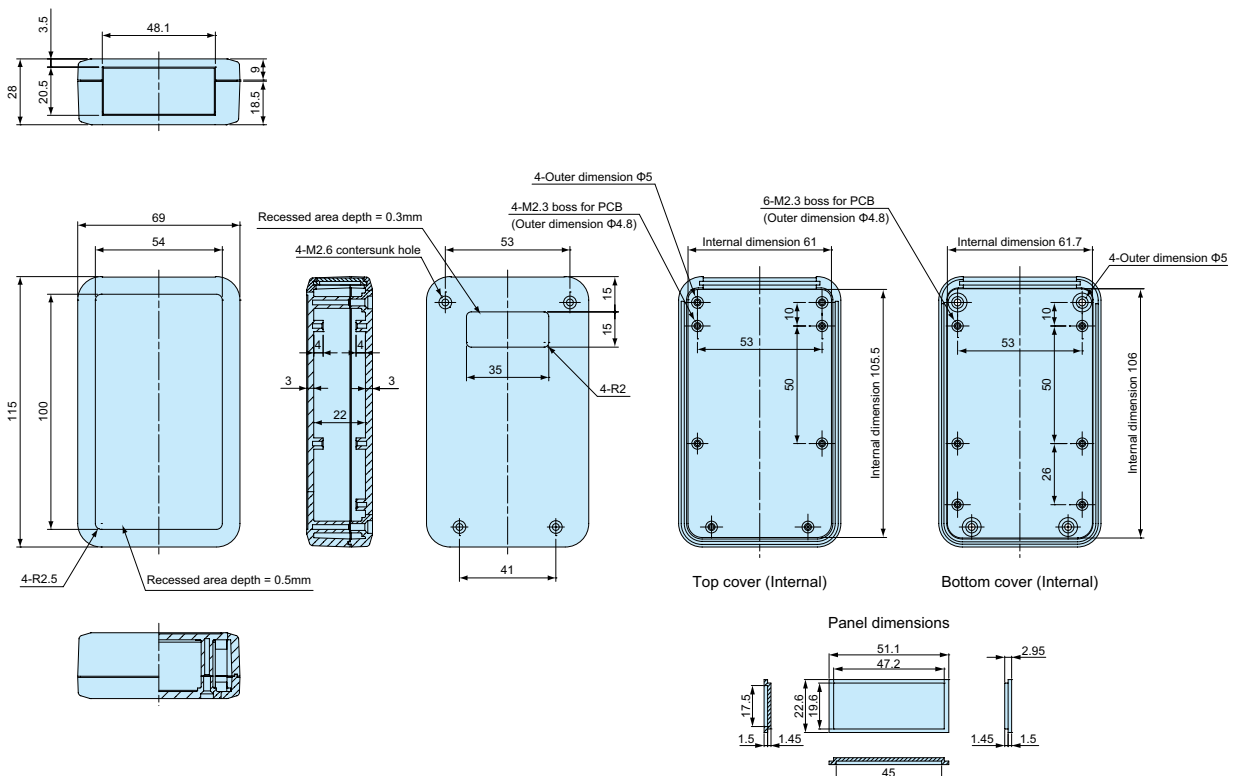 3.5
48.1
28
20.5
9
18.5
4-Outer dimension Φ5
4-M2.3 boss for PCB
(Outer dimension Φ4.8)
6-M2.3 boss for PCB
(Outer dimension Φ4.8)
69
54
Recessed area depth = 0.3mm
4-M2.6 contersunk hole
53
Internal dimension 61
Internal dimension 61.7
4-Outer dimension Φ5
115
100
4
4
3
3
22
15
15
35
4-R2
10
53
50
Internal dimension 105.5
10
53
50
26
Internal dimension 106
4-R2.5
Recessed area depth = 0.5mm
41
Top cover (Internal)
Bottom cover (Internal)
Panel dimensions
51.1
47.2
2.95
17.5
22.6
19.6
1.5
1.45
1.45
1.5
45